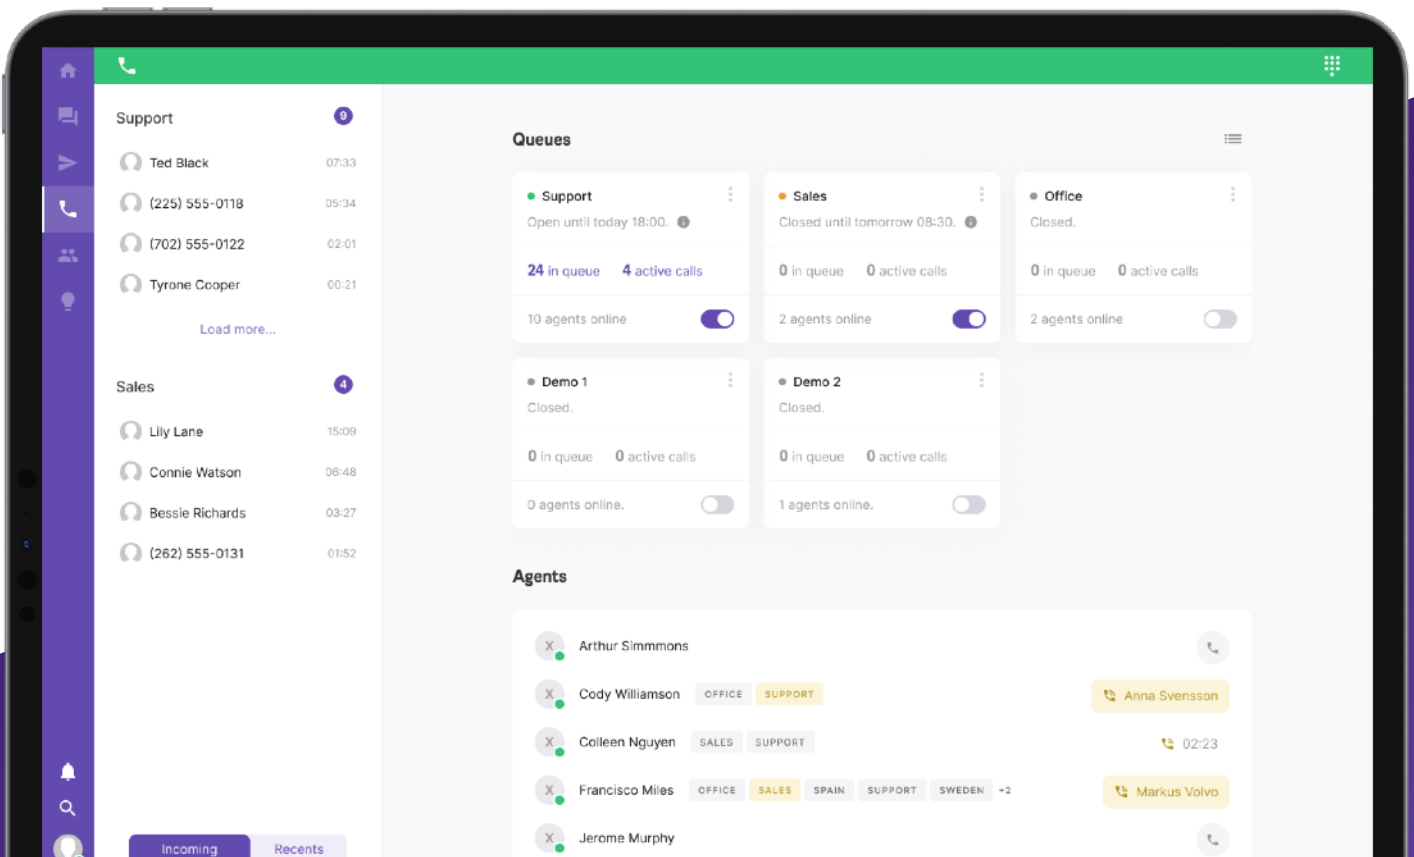 Support 9
Ted Black 07:33
(225) 555-0118 05:34
(702) 555-0122 02:01
Tyrone Cooper 00:21
Load more...
Sales 4
Lily Lane 15:09
Connie Watson 06:48
Bessie Richards 03:27
(262) 555-0131 01:52
Incoming Recents
Queues
Support
Open until today 18:00.
24 in queue 4 active calls
10 agents online
Sales
Closed until tomorrow 08:30.
0 in queue 0 active calls
2 agents online
Office
Closed.
0 in queue 0 active calls
2 agents online
Demo 1
Closed.
0 in queue 0 active calls
0 agents online.
Demo 2
Closed.
0 in queue 0 active calls
1 agents online.
Agents
X Arthur Simmmons
X Cody Williamson OFFICE SUPPORT Anna Svensson
X Colleen Nguyen SALES SUPPORT 02:23
X Francisco Miles OFFICE SALES SPAIN SUPPORT SWEDEN +2 Markus Volvo
X Jerome Murphy